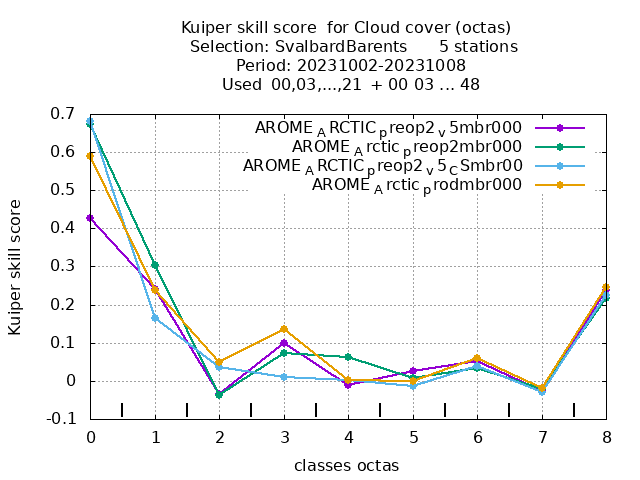 Kuiper skill score  for Cloud cover (octas)
Selection: SvalbardBarents      5 stations
Period: 20231002-20231008
Used  00,03,...,21  + 00 03 ... 48
AROME_ARCTIC_preop2_v5mbr000
AROME_Arctic_preop2mbr000
AROME_ARCTIC_preop2_v5_CSmbr00
AROME_Arctic_prodmbr000
Kuiper skill score
0.7
0.6
0.5
0.4
0.3
0.2
0.1
0
-0.1
0 1 2 3 4 5 6 7 8
classes octas